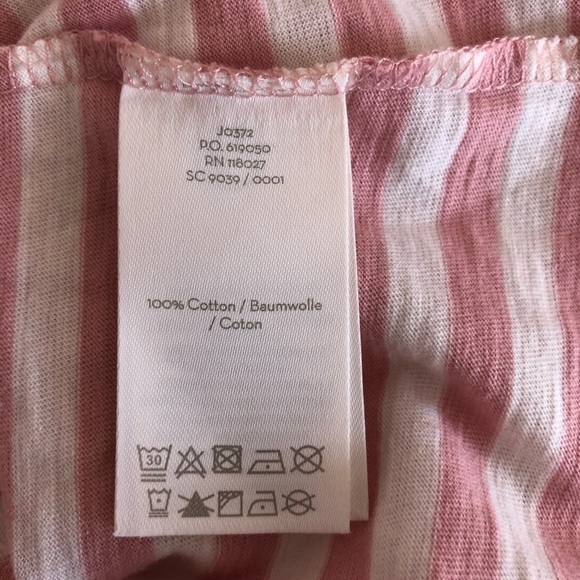 J0372
P.O. 619050
RN 118027
SC 9039 / 0001
100% Cotton / Baumwolle
/ Coton
30